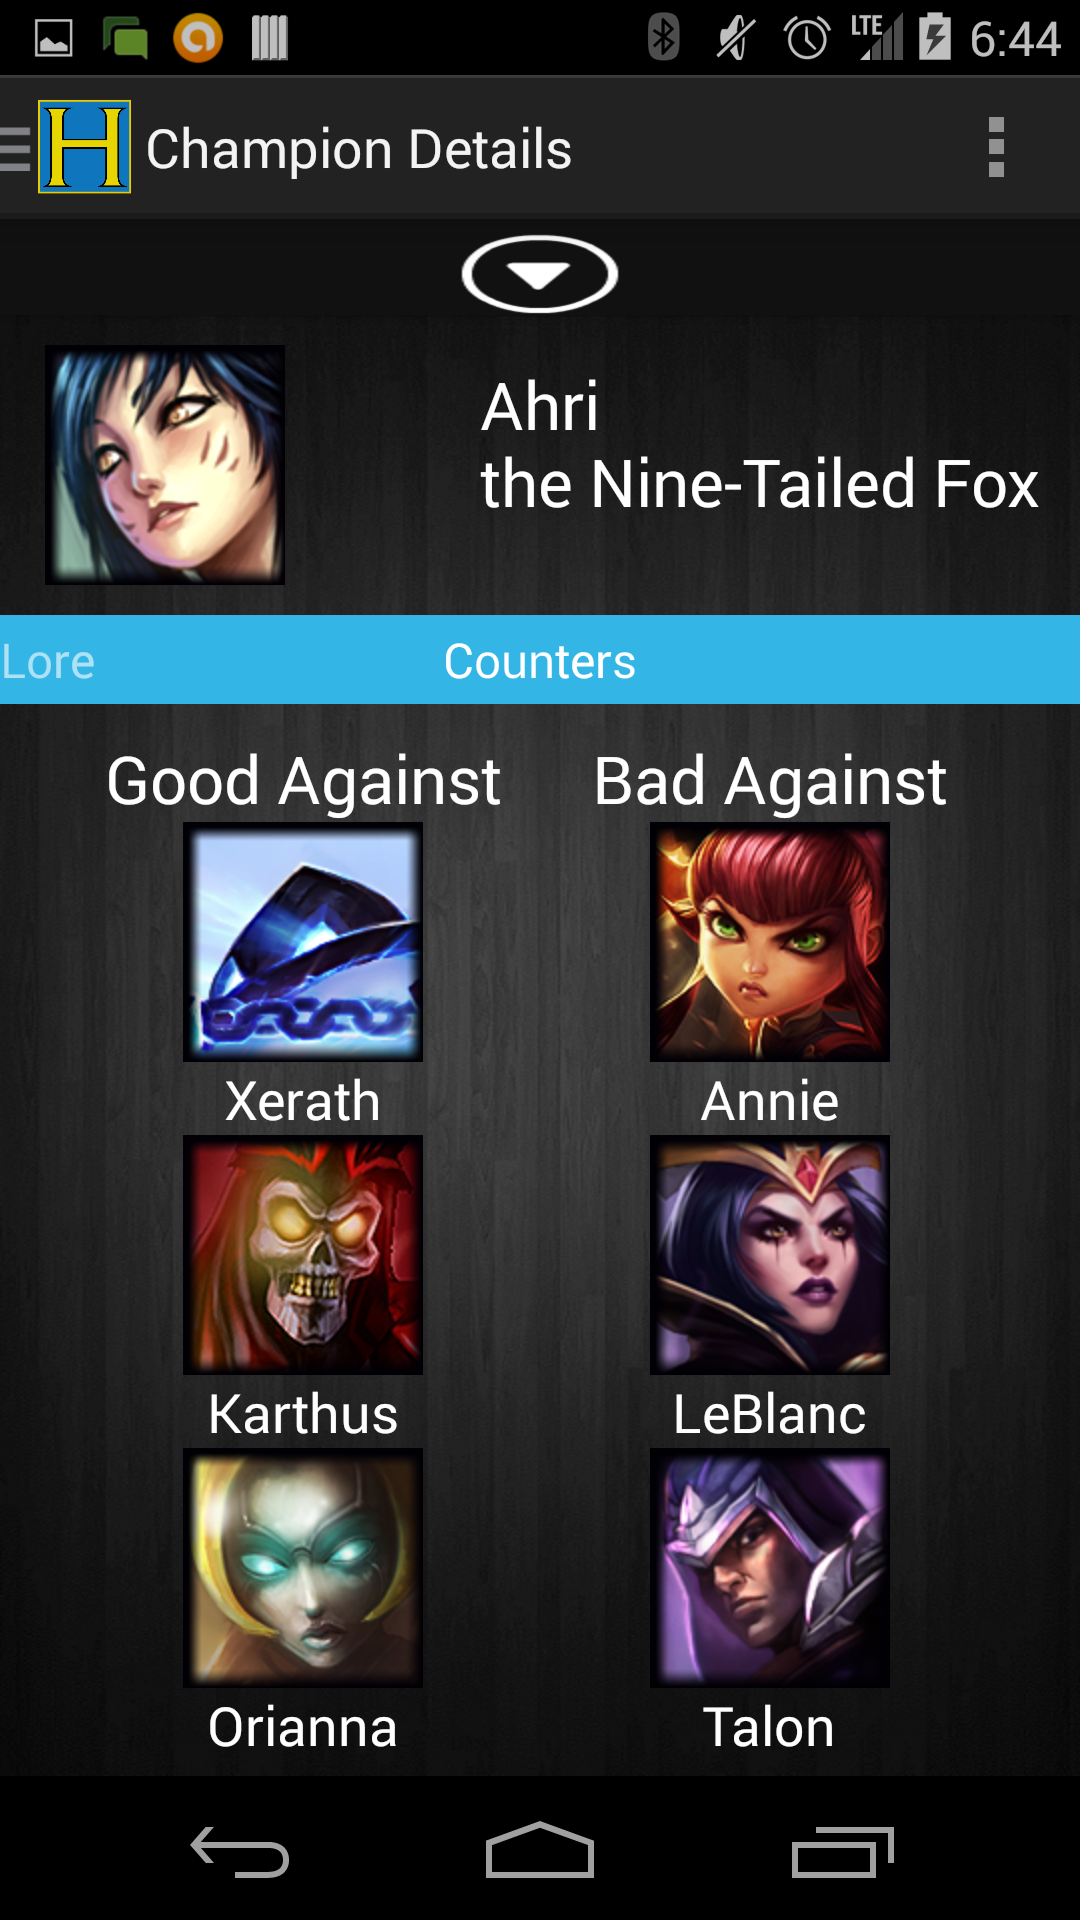 LTE 6:44
H Champion Details
Ahri
the Nine-Tailed Fox
Lore Counters
Good Against Bad Against
Xerath Annie
Karthus LeBlanc
Orianna Talon